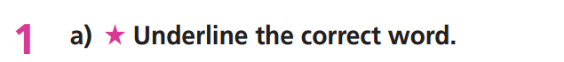 1 a) ★ Underline the correct word.